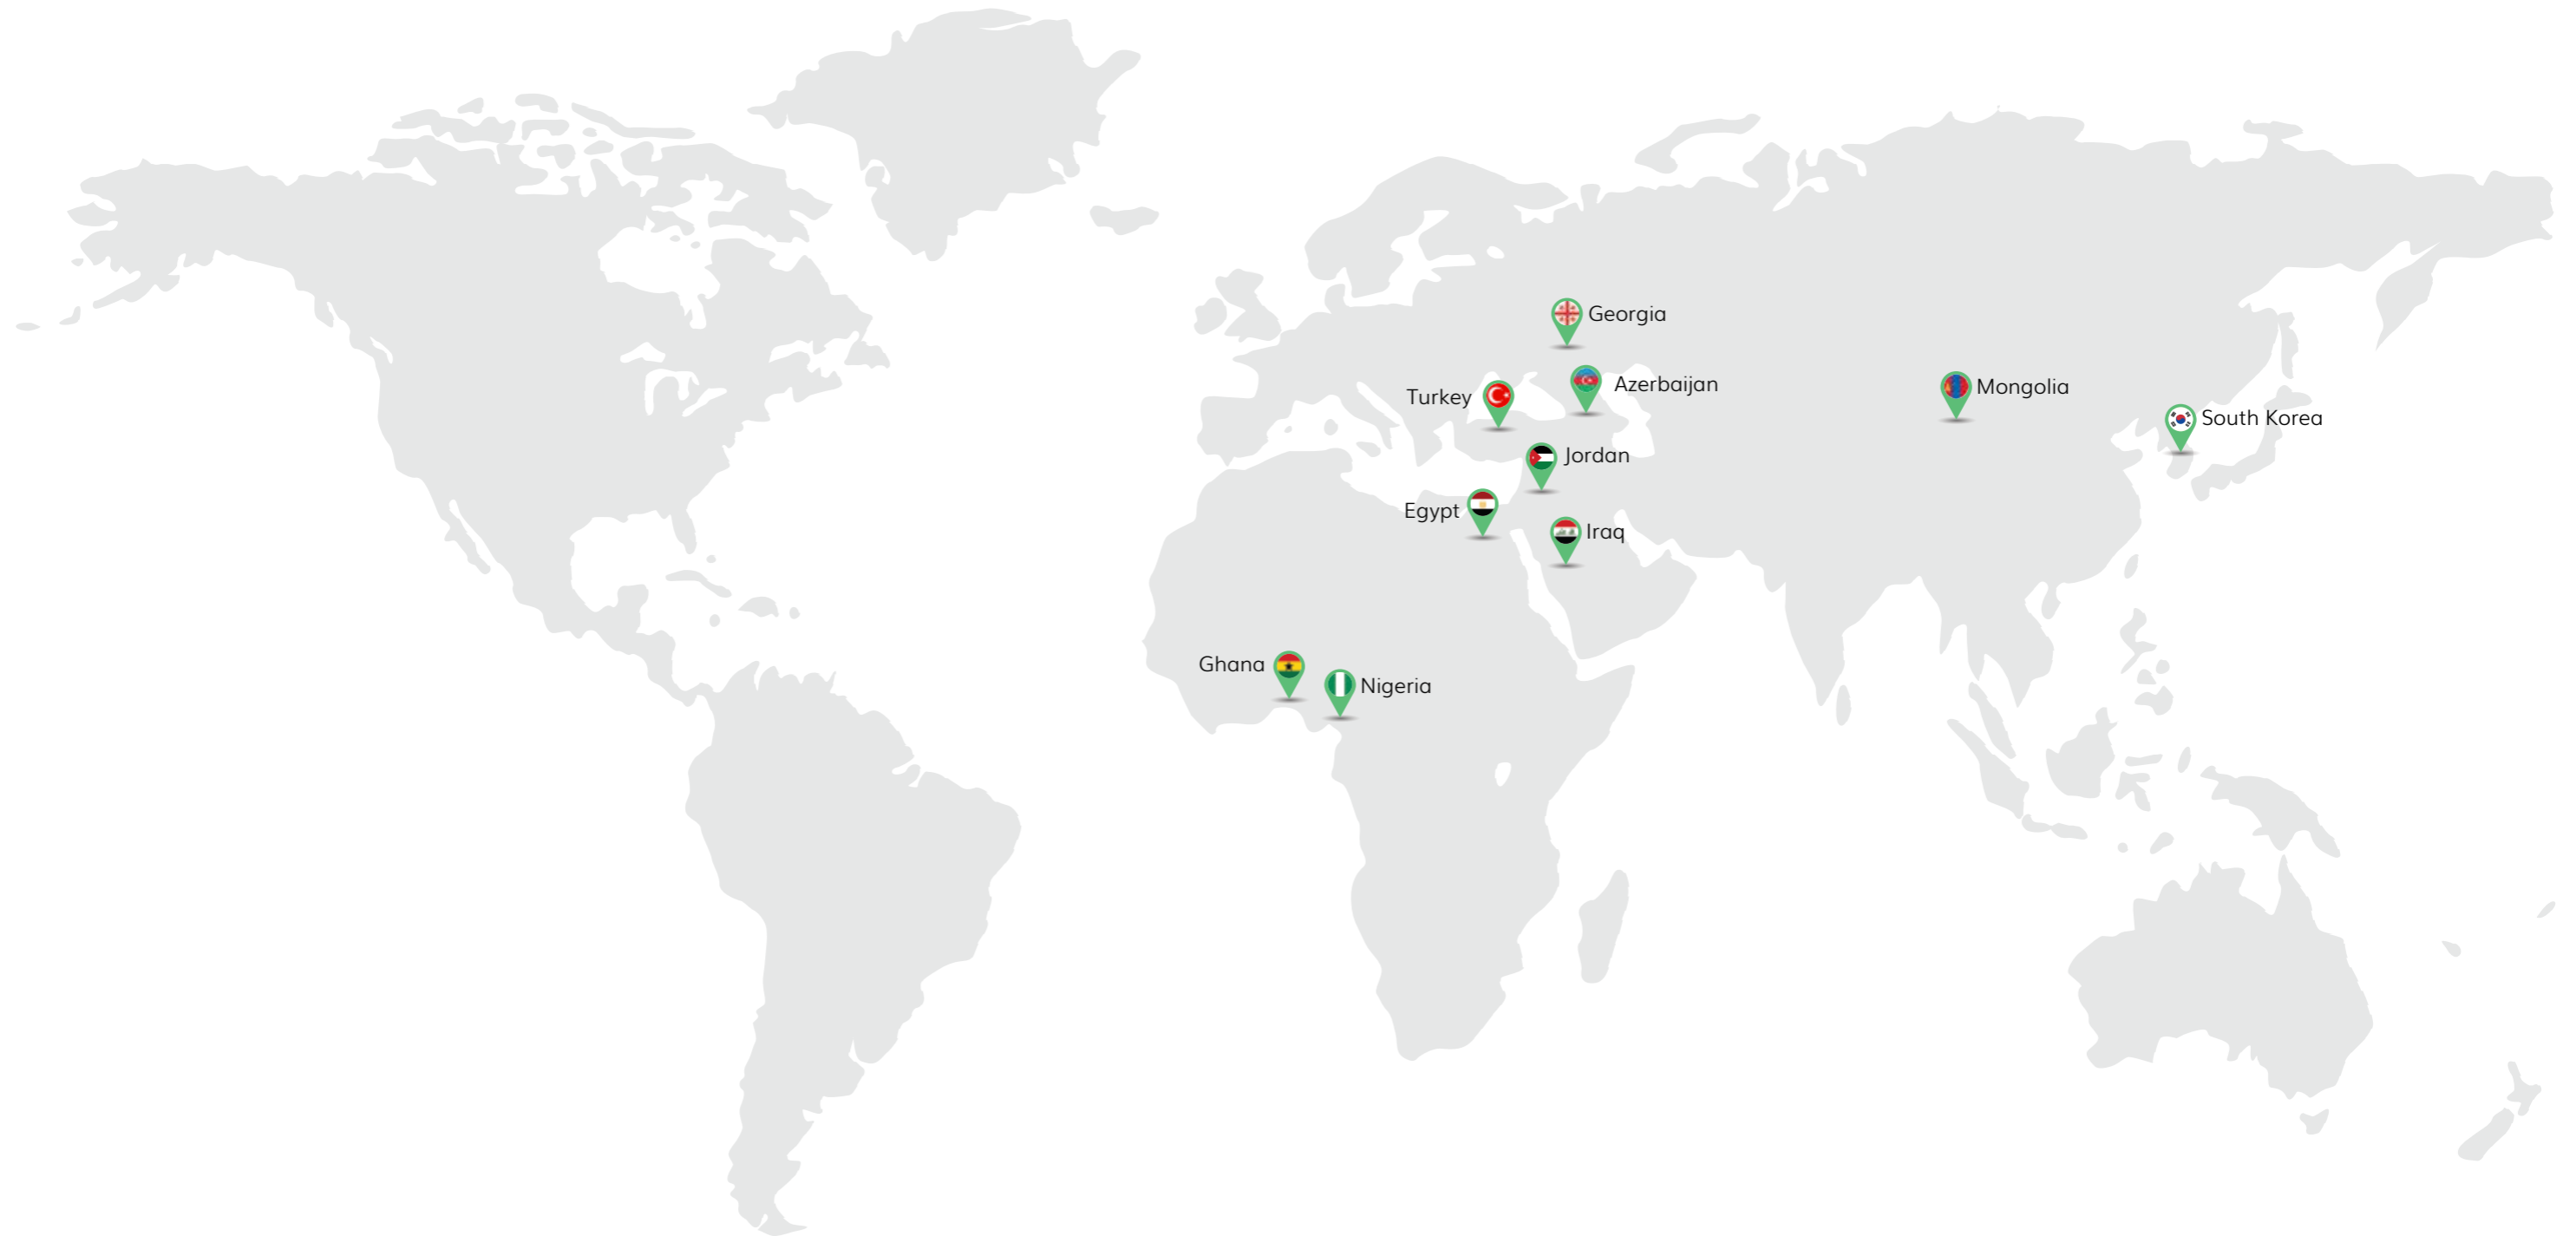 Georgia
Azerbaijan
Turkey
Mongolia
South Korea
Jordan
Egypt
Iraq
Ghana
Nigeria